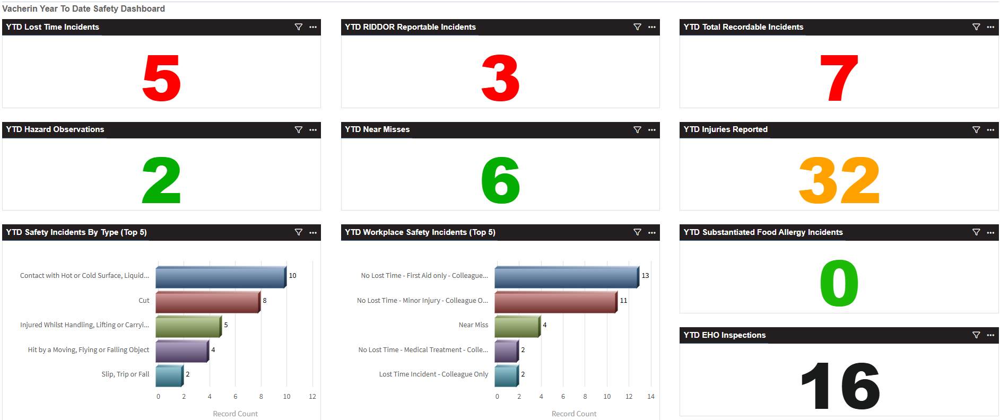 Vacherin Year To Date Safety Dashboard
YTD Lost Time Incidents
5
YTD RIDDOR Reportable Incidents
3
YTD Total Recordable Incidents
7
YTD Hazard Observations
2
YTD Near Misses
6
YTD Injuries Reported
32
YTD Safety Incidents By Type (Top 5)
Contact with Hot or Cold Surface, Liquid... 10
Cut 8
Injured Whilst Handling, Lifting or Carryi... 5
Hit by a Moving, Flying or Falling Object 4
Slip, Trip or Fall 2
0 2 4 6 8 10 12
Record Count
YTD Workplace Safety Incidents (Top 5)
No Lost Time - First Aid only - Colleague... 13
No Lost Time - Minor Injury - Colleague O... 11
Near Miss 4
No Lost Time - Medical Treatment - Colle... 2
Lost Time Incident - Colleague Only 2
0 2 4 6 8 10 12 14
Record Count
YTD Substantiated Food Allergy Incidents
0
YTD EHO Inspections
16